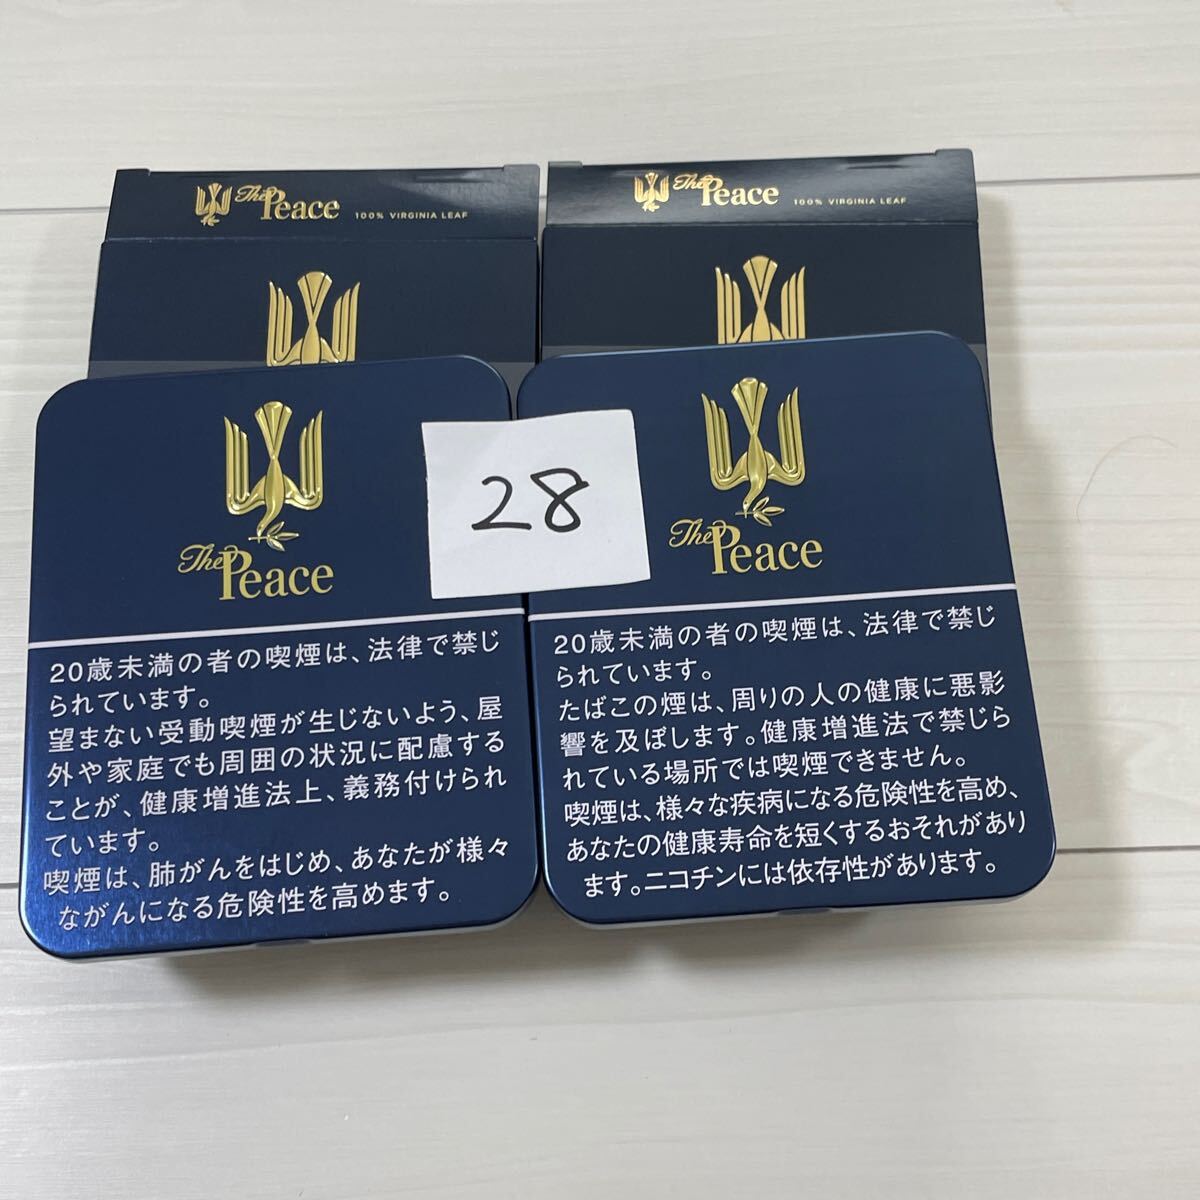 The Peace 100% VIRGINIA LEAF
The Peace 100% VIRGINIA LEAF
28
The Peace
20歳未満の者の喫煙は、法律で禁じ
られています。
望まない受動喫煙が生じないよう、屋
外や家庭でも周囲の状況に配慮する
ことが、健康増進法上、義務付けられ
ています。
喫煙は、肺がんをはじめ、あなたが様々
ながんになる危険性を高めます。
The Peace
20歳未満の者の喫煙は、法律で禁じ
られています。
たばこの煙は、周りの人の健康に悪影
響を及ぼします。健康増進法で禁じら
れている場所では喫煙できません。
喫煙は、様々な疾病になる危険性を高め、
あなたの健康寿命を短くするおそれがあり
ます。ニコチンには依存性があります。